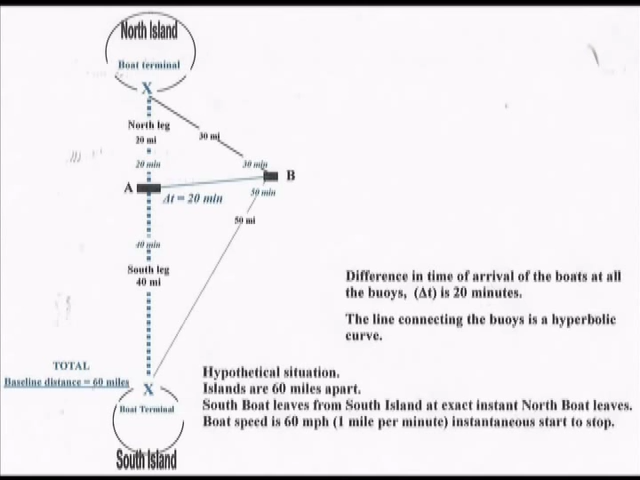 North Island
Boat terminal
X
North leg
20 mi
30 mi
20 min
30 min
B
A
Δt = 20 min
50 min
50 mi
40 min
South leg
40 mi
Difference in time of arrival of the boats at all
the buoys, (Δt) is 20 minutes.
The line connecting the buoys is a hyperbolic
curve.
TOTAL
Baseline distance = 60 miles
X
Hypothetical situation.
Islands are 60 miles apart.
South Boat leaves from South Island at exact instant North Boat leaves.
Boat speed is 60 mph (1 mile per minute) instantaneous start to stop.
Boat Terminal
South Island